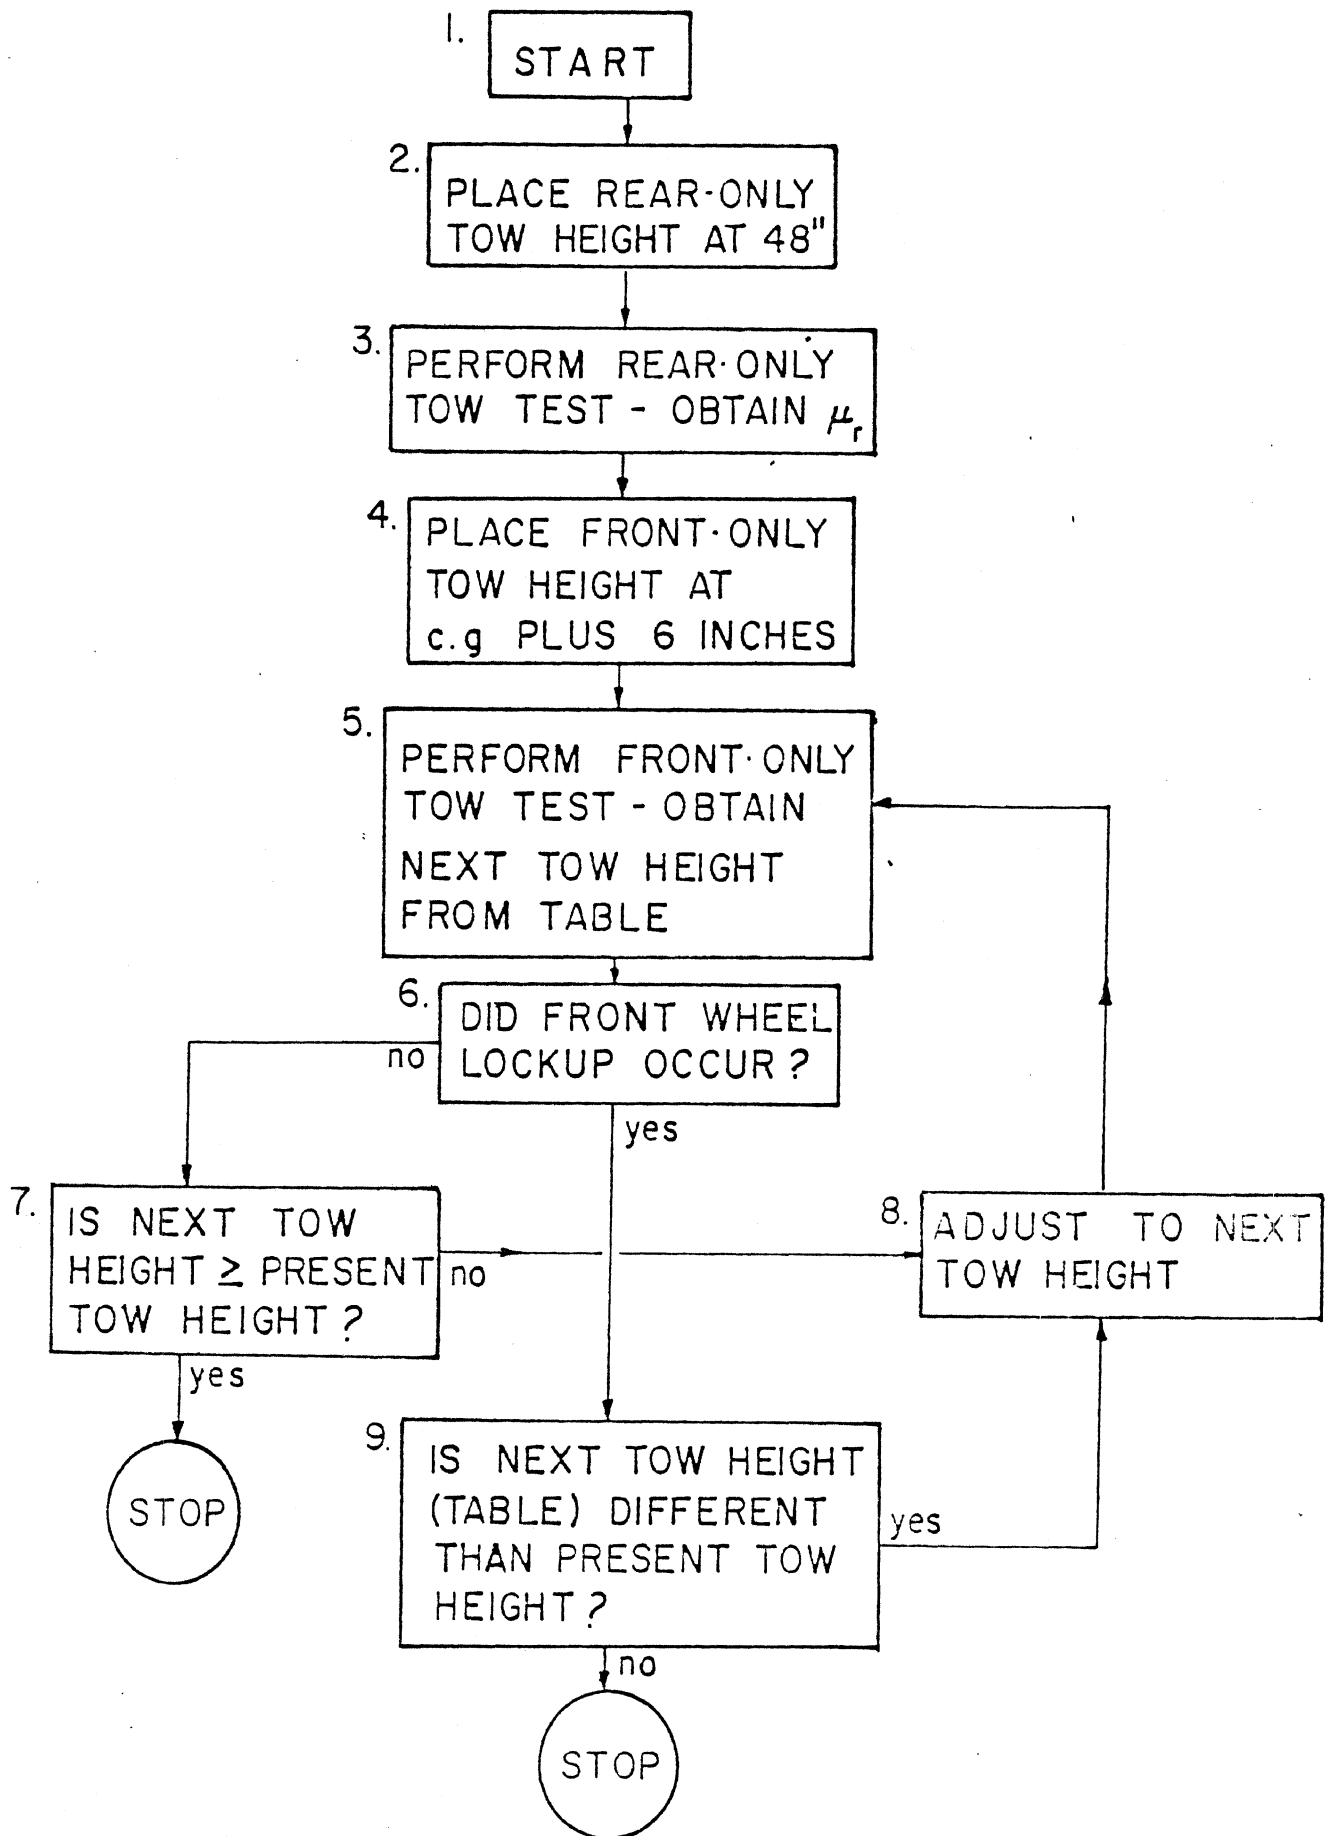 1.
START
2.
PLACE REAR-ONLY
TOW HEIGHT AT 48"
3.
PERFORM REAR-ONLY
TOW TEST - OBTAIN μr
4.
PLACE FRONT-ONLY
TOW HEIGHT AT
c.g PLUS 6 INCHES
5.
PERFORM FRONT-ONLY
TOW TEST - OBTAIN
NEXT TOW HEIGHT
FROM TABLE
6.
DID FRONT WHEEL
LOCKUP OCCUR?
no
yes
7.
IS NEXT TOW
HEIGHT ≥ PRESENT
TOW HEIGHT?
no
yes
STOP
8.
ADJUST TO NEXT
TOW HEIGHT
9.
IS NEXT TOW HEIGHT
(TABLE) DIFFERENT
THAN PRESENT TOW
HEIGHT?
yes
no
STOP